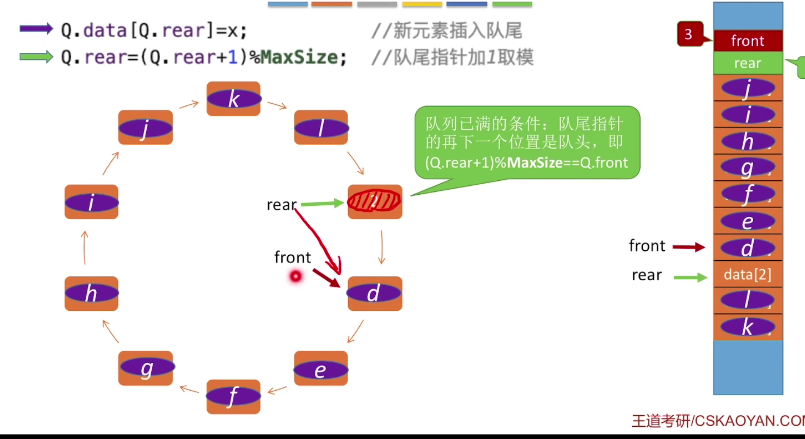 Q.data[Q.rear]=x; //新元素插入队尾
Q.rear=(Q.rear+1)%MaxSize; //队尾指针加1取模
k
j
l
i
rear
front
h
d
g
e
f
队列已满的条件：队尾指针
的再下一个位置是队头，即
(Q.rear+1)%MaxSize==Q.front
3
front
rear
j
i
h
g
f
e
front
d
rear
data[2]
l
k
王道考研/CSKAOYAN.COM